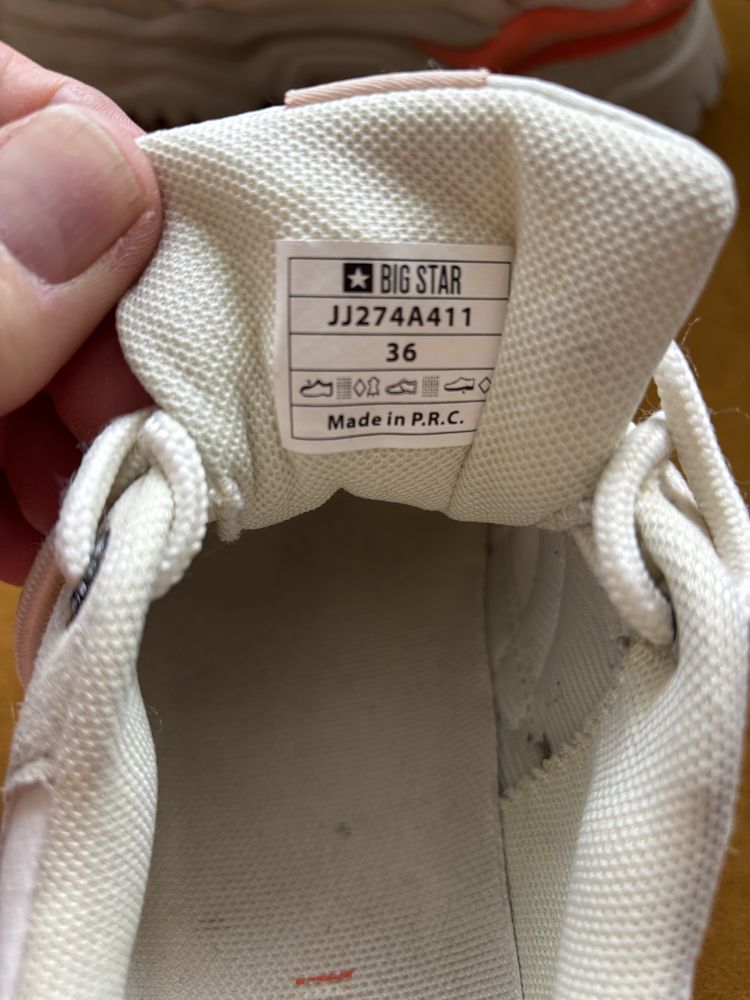 BIG STAR
JJ274A411
36
Made in P.R.C.